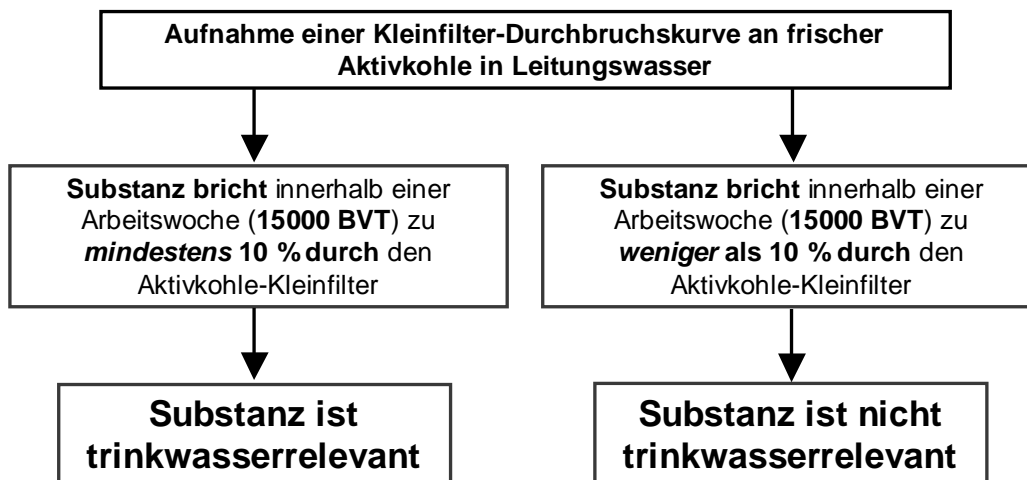 Aufnahme einer Kleinfilter-Durchbruchskurve an frischer
Aktivkohle in Leitungswasser
Substanz bricht innerhalb einer
Arbeitswoche (15000 BVT) zu
mindestens 10 % durch den
Aktivkohle-Kleinfilter
Substanz bricht innerhalb einer
Arbeitswoche (15000 BVT) zu
weniger als 10 % durch den
Aktivkohle-Kleinfilter
Substanz ist
trinkwasserrelevant
Substanz ist nicht
trinkwasserrelevant